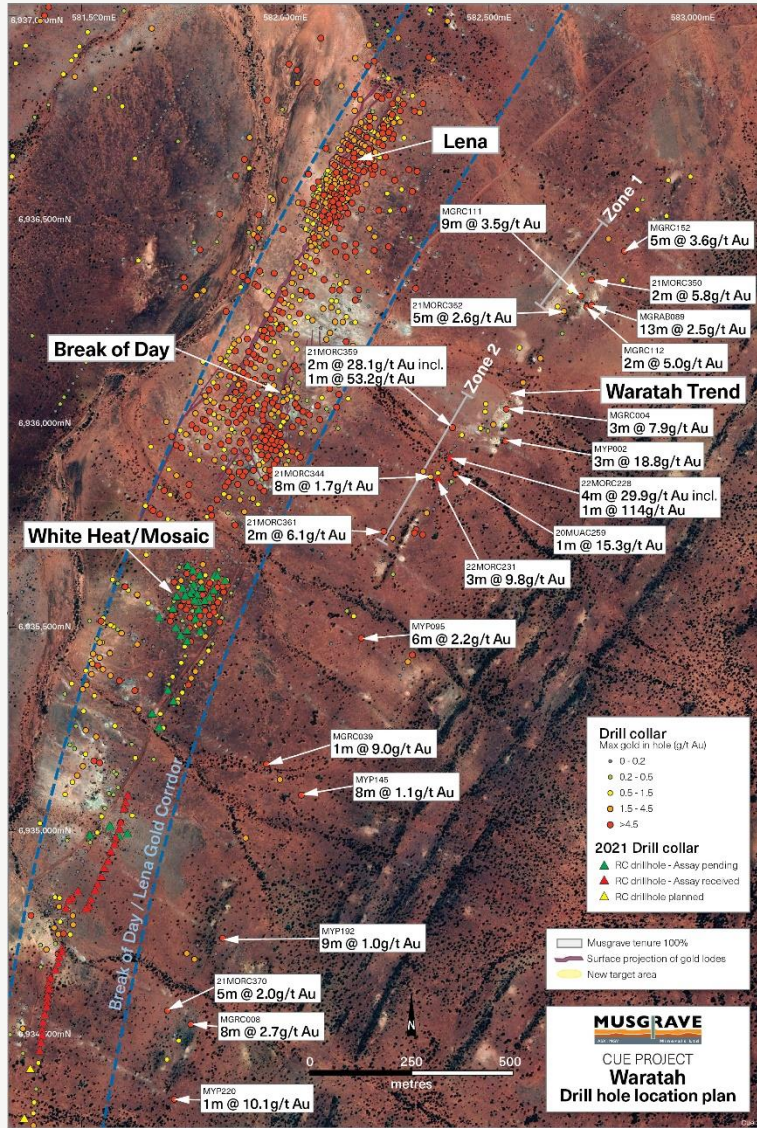 6,937,000mN
581,500mE
582,000mE
582,500mE
583,000mE
Lena
6,936,500mN
Zone 1
MGRC111
9m @ 3.5g/t Au
MGRC152
5m @ 3.6g/t Au
21MORC350
2m @ 5.8g/t Au
21MORC352
5m @ 2.6g/t Au
MGRAB089
13m @ 2.5g/t Au
MGRC112
2m @ 5.0g/t Au
Break of Day
21MORC359
2m @ 28.1g/t Au incl.
1m @ 53.2g/t Au
Zone 2
Waratah Trend
6,936,000mN
MGRC004
3m @ 7.9g/t Au
MYP002
3m @ 18.8g/t Au
21MORC344
8m @ 1.7g/t Au
22MORC228
4m @ 29.9g/t Au incl.
1m @ 114g/t Au
21MORC361
2m @ 6.1g/t Au
20MUAC259
1m @ 15.3g/t Au
White Heat/Mosaic
22MORC231
3m @ 9.8g/t Au
6,935,500mN
MYP095
6m @ 2.2g/t Au
MGRC039
1m @ 9.0g/t Au
MYP145
8m @ 1.1g/t Au
6,935,000mN
Break of Day / Lena Gold Corrdor
MYP192
9m @ 1.0g/t Au
21MORC370
5m @ 2.0g/t Au
MGRC008
8m @ 2.7g/t Au
MYP220
1m @ 10.1g/t Au
N
0 250 500
metres
Drill collar
Max gold in hole (g/t Au)
0 - 0.2
0.2 - 0.5
0.5 - 1.5
1.5 - 4.5
>4.5
2021 Drill collar
RC drillhole - Assay pending
RC drillhole - Assay received
RC drillhole planned
Musgrave tenure 100%
Surface projection of gold lodes
New target area
MUSGRAVE
Minerals Ltd
CUE PROJECT
Waratah
Drill hole location plan